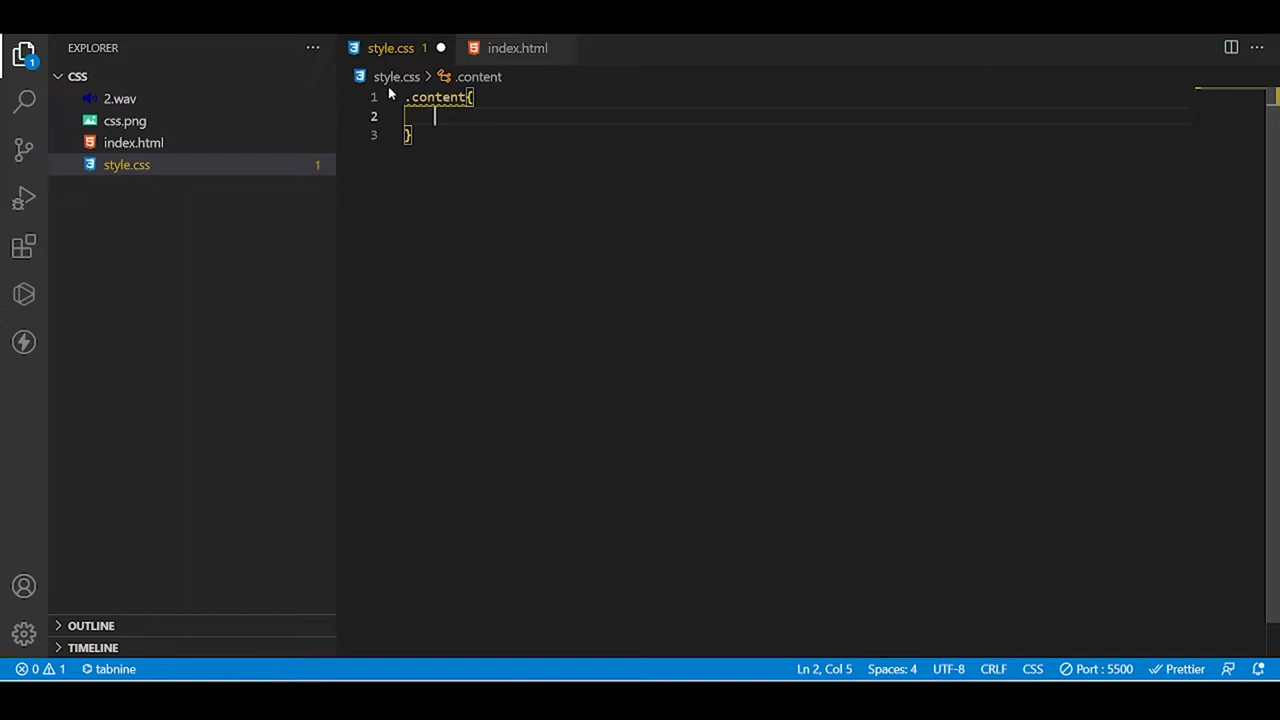 EXPLORER
CSS
2.wav
css.png
index.html
style.css 1
OUTLINE
TIMELINE
style.css 1
index.html
style.css > .content
1 .content{
2
3 }
1
0 1 tabnine
Ln 2, Col 5 Spaces: 4 UTF-8 CRLF CSS Port : 5500 Prettier